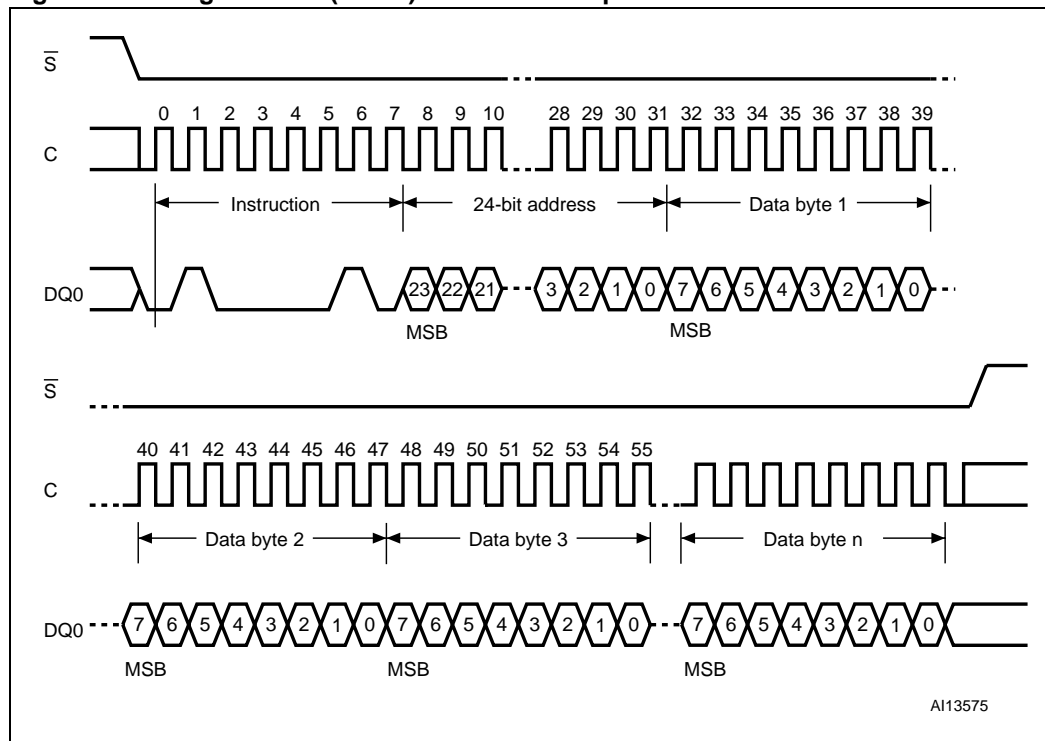 S
0 1 2 3 4 5 6 7 8 9 10 28 29 30 31 32 33 34 35 36 37 38 39
C
Instruction 24-bit address Data byte 1
DQ0 23 22 21 3 2 1 0 7 6 5 4 3 2 1 0
MSB MSB
S
40 41 42 43 44 45 46 47 48 49 50 51 52 53 54 55
C
Data byte 2 Data byte 3 Data byte n
DQ0 7 6 5 4 3 2 1 0 7 6 5 4 3 2 1 0 7 6 5 4 3 2 1 0
MSB MSB MSB
AI13575